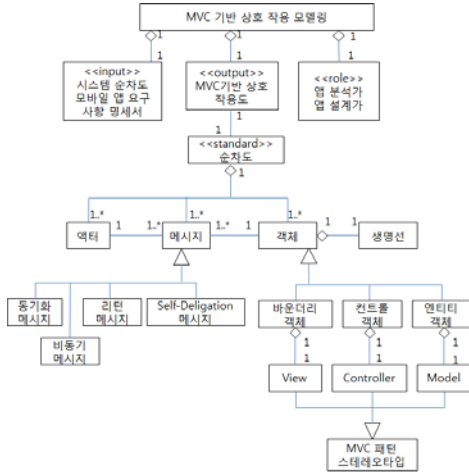 MVC 기반 상호 작용 모델링
1
1
1
1
1
1
<<input>>
시스템 순차도
모바일 앱 요구
사항 명세서
<<output>>
MVC기반 상호
작용도
<<role>>
앱 분석가
앱 설계가
1
1
<<standard>>
순차도
1
1..*
1..*
1..*
액터
1
1..*
메시지
1..*
1
객체
1
1
생명선
동기화
메시지
비동기
메시지
리턴
메시지
Self-Deligation
메시지
바운더리
객체
컨트롤
객체
엔티티
객체
1
1
1
1
1
1
View
Controller
Model
MVC 패턴
스테레오타입